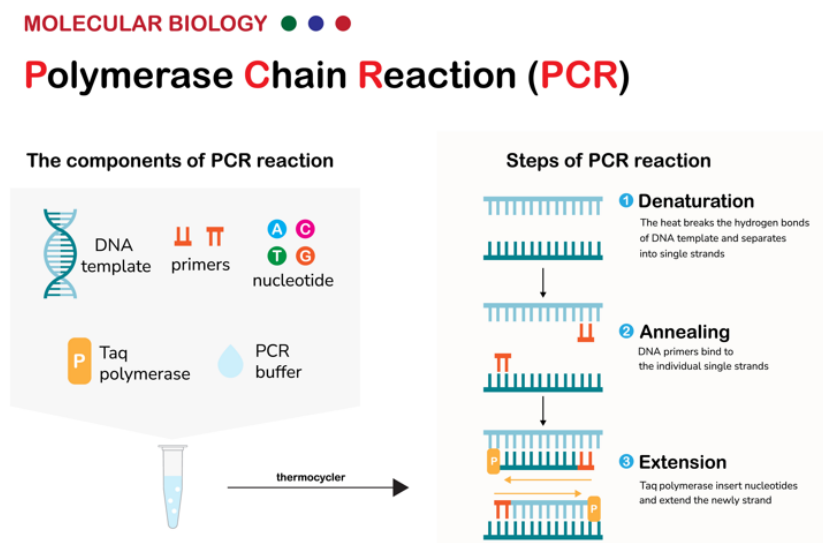 MOLECULAR BIOLOGY
Polymerase Chain Reaction (PCR)
The components of PCR reaction
DNA
template
primers
A
C
T
G
nucleotide
P
Taq
polymerase
PCR
buffer
thermocycler
Steps of PCR reaction
1 Denaturation
The heat breaks the hydrogen bonds
of DNA template and separates
into single strands
2 Annealing
DNA primers bind to
the individual single strands
3 Extension
Taq polymerase insert nucleotides
and extend the newly strand
P
P